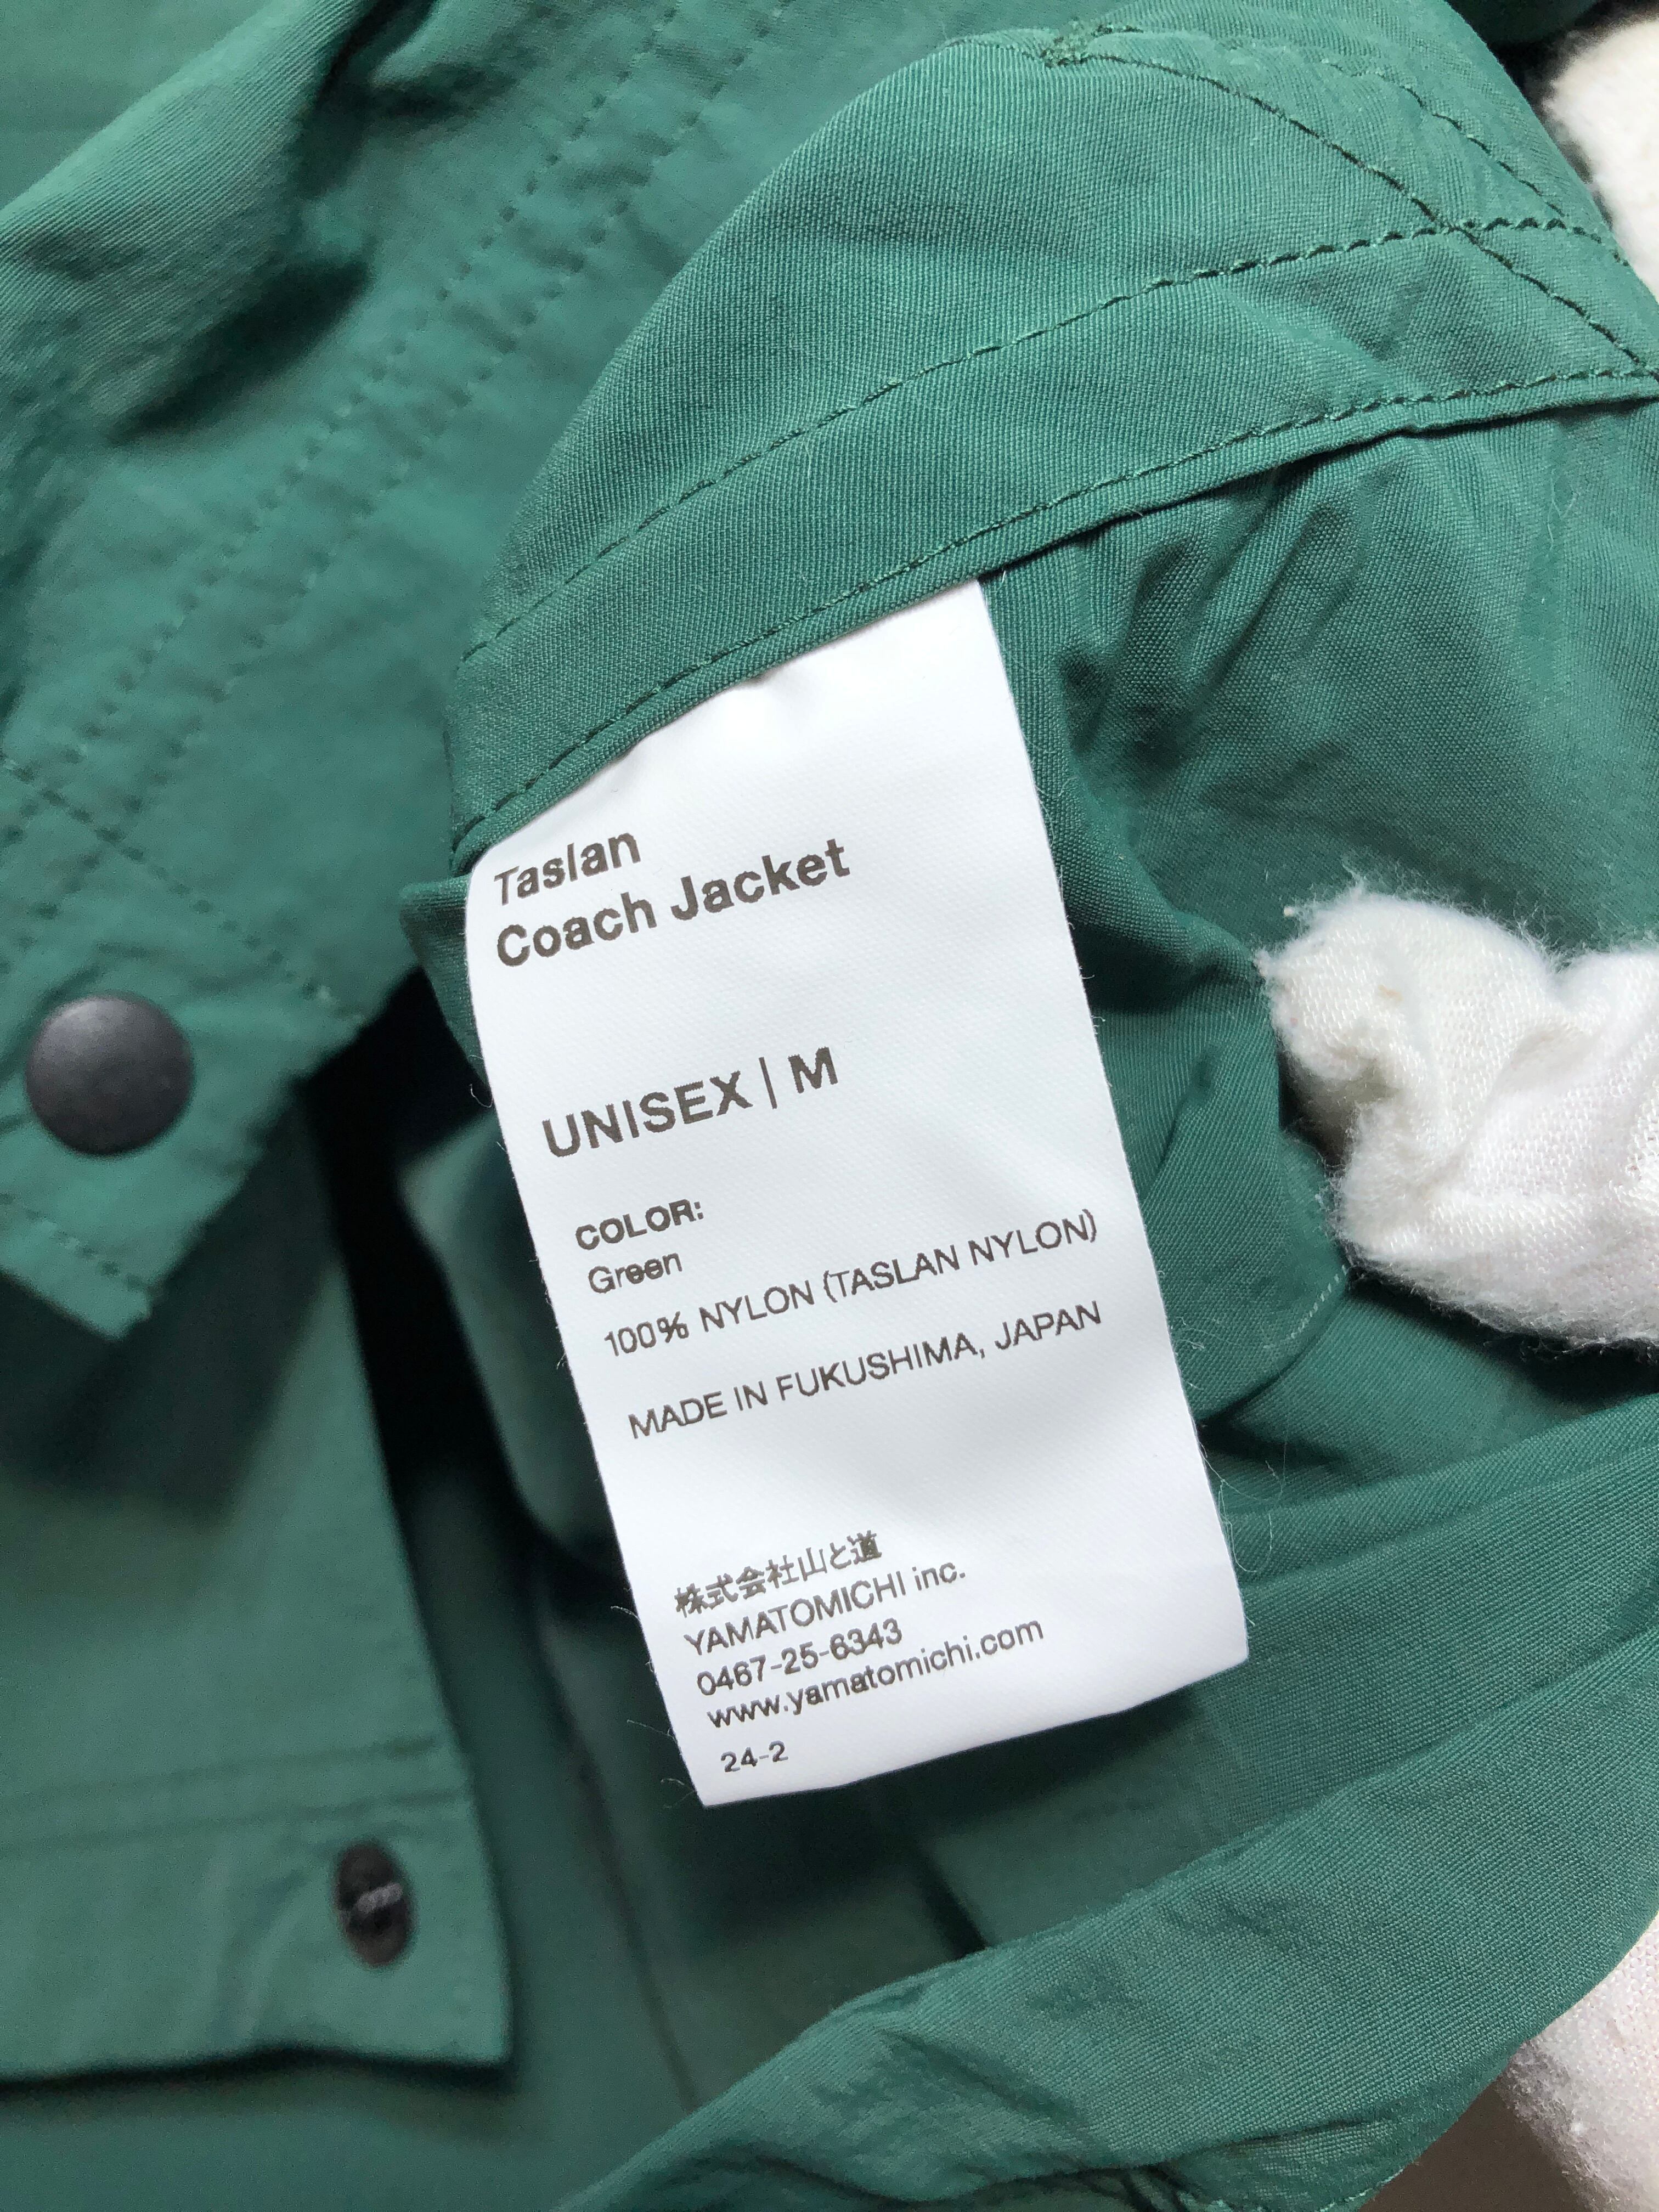 Taslan
Coach Jacket
UNISEX | M
COLOR:
Green
100% NYLON (TASLAN NYLON)
MADE IN FUKUSHIMA, JAPAN
株式会社山と道
YAMATOMICHI inc.
0467-25-6343
www.yamatomichi.com
24-2